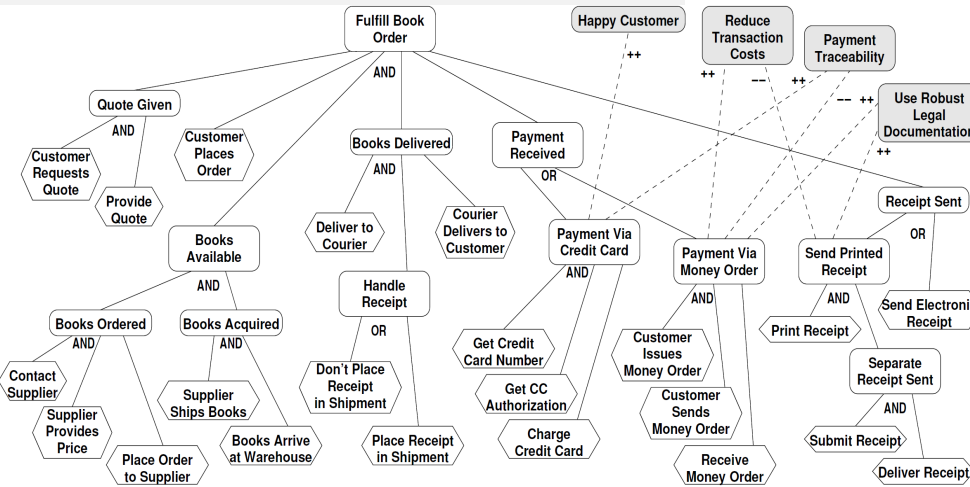 Fulfill Book
Order
Happy Customer
Reduce
Transaction
Costs
Payment
Traceability
Use Robust
Legal
Documentation
++
++
−−
++
−−
++
++
AND
Quote Given
AND
Customer
Requests
Quote
Provide
Quote
Customer
Places
Order
Books Delivered
AND
Deliver to
Courier
Courier
Delivers to
Customer
Handle
Receipt
OR
Don't Place
Receipt
in Shipment
Place Receipt
in Shipment
Payment
Received
OR
Books
Available
AND
Books Ordered
AND
Contact
Supplier
Supplier
Provides
Price
Place Order
to Supplier
Books Acquired
AND
Supplier
Ships Books
Books Arrive
at Warehouse
Payment Via
Credit Card
AND
Get Credit
Card Number
Get CC
Authorization
Charge
Credit Card
Payment Via
Money Order
AND
Customer
Issues
Money Order
Customer
Sends
Money Order
Receive
Money Order
Receipt Sent
OR
Send Printed
Receipt
AND
Print Receipt
Send Electroni
Receipt
Separate
Receipt Sent
AND
Submit Receipt
Deliver Receipt